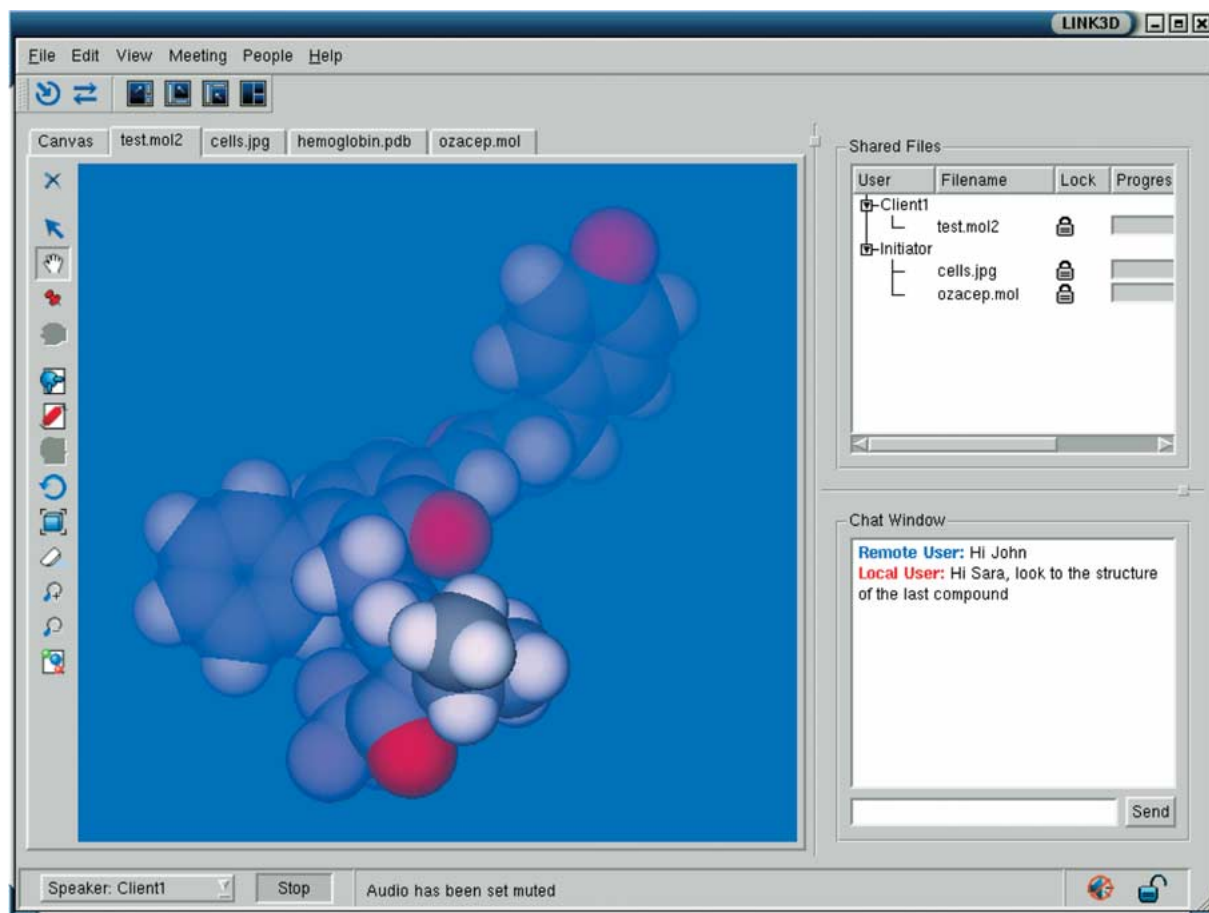 LINK3D
File Edit View Meeting People Help
Canvas test.mol2 cells.jpg hemoglobin.pdb ozacep.mol
Shared Files
User Filename Lock Progres
Client1
test.mol2
Initiator
cells.jpg
ozacep.mol
Chat Window
Remote User: Hi John
Local User: Hi Sara, look to the structure
of the last compound
Send
Speaker: Client1 Stop Audio has been set muted